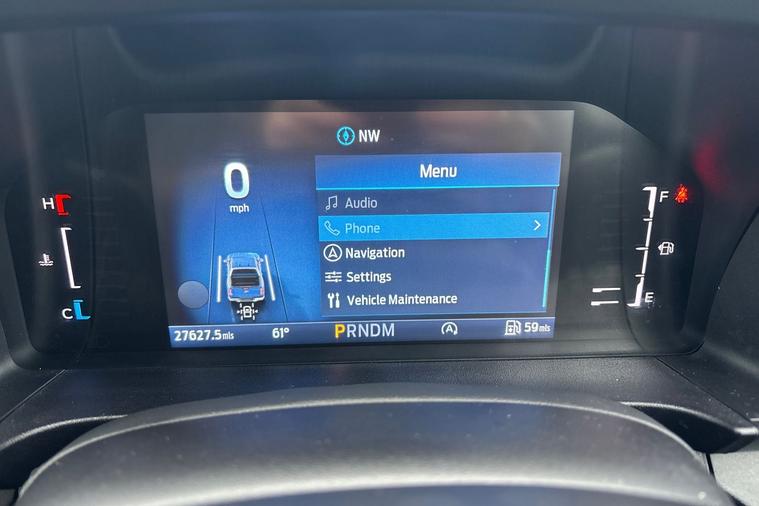 NW
0
mph
Menu
Audio
Phone
Navigation
Settings
Vehicle Maintenance
27627.5mls 61° PRNDM 59mls
H
C
F
E